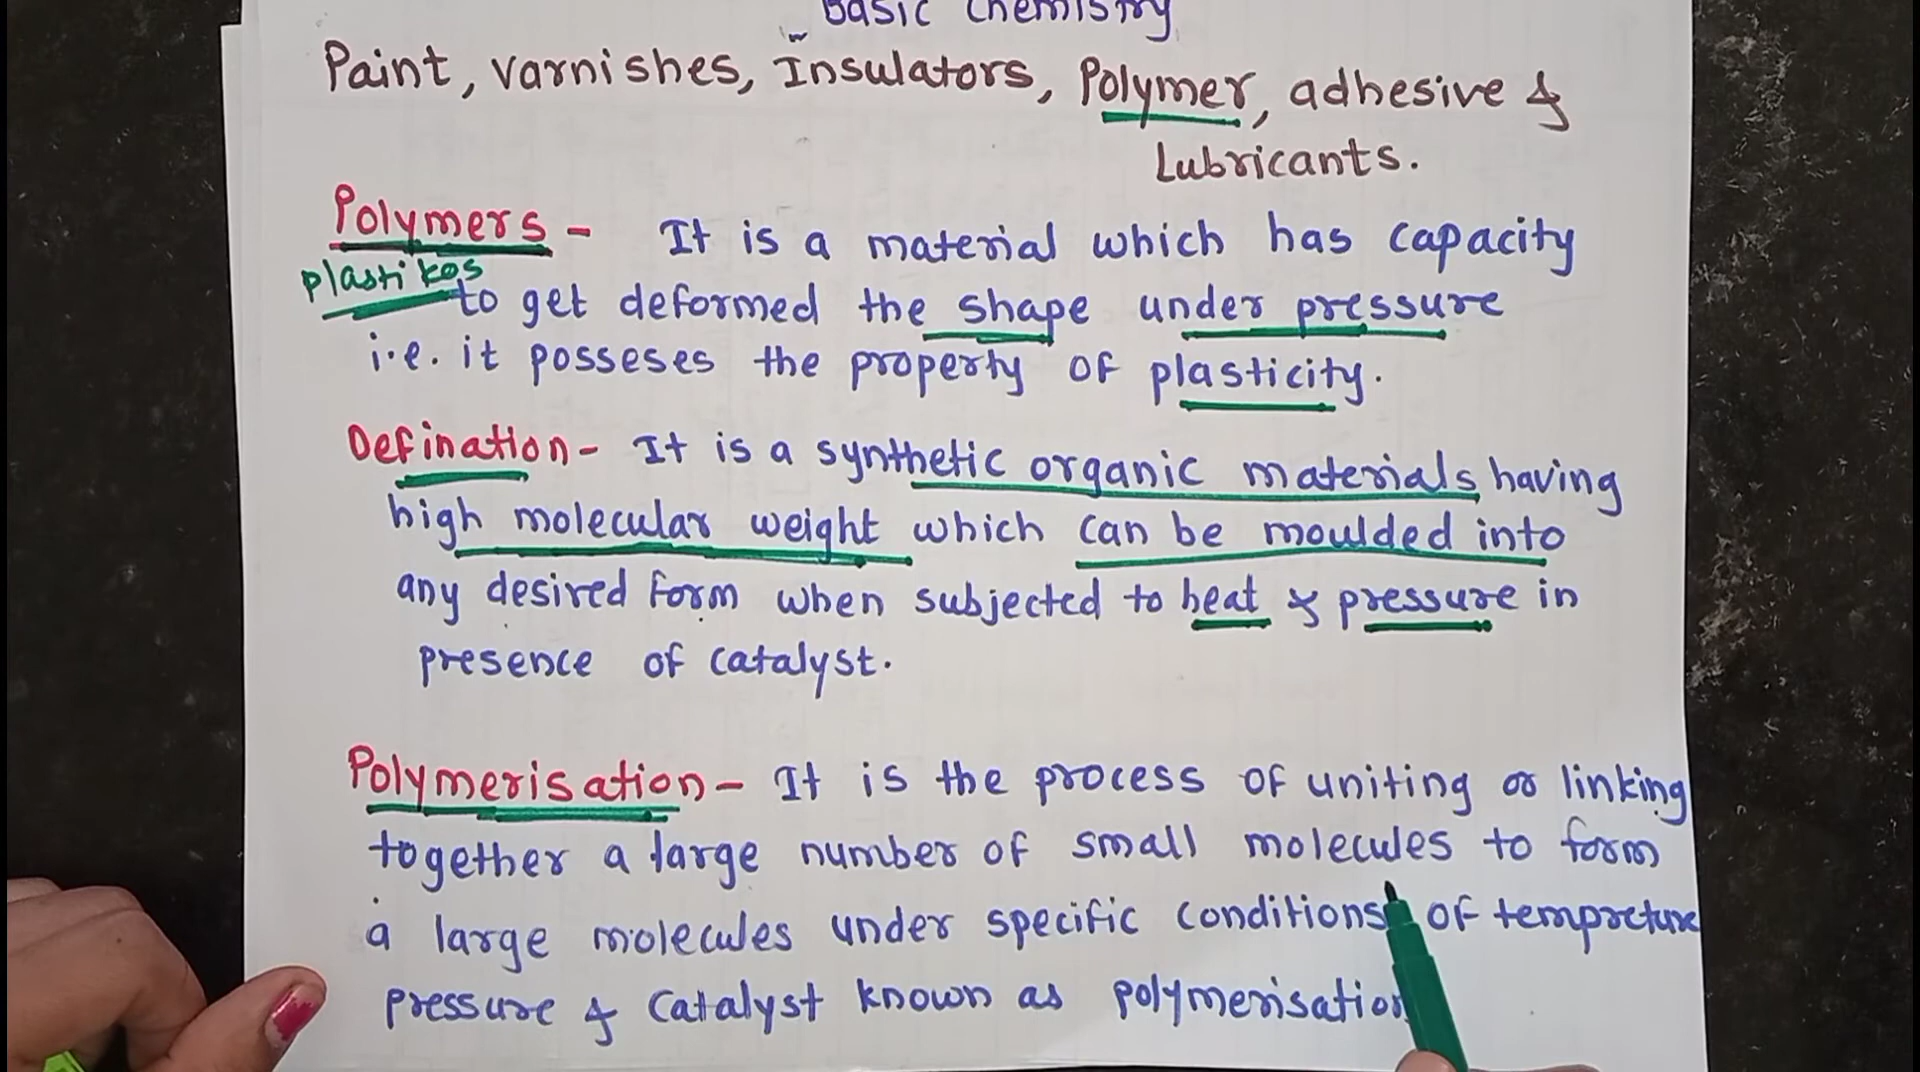 Basic Chemistry
Paint, varnishes, Insulators, Polymer, adhesive &
Lubricants.
Polymers - It is a material which has capacity
plastikos
to get deformed the shape under pressure
i.e. it posseses the property of plasticity.
Defination - It is a synthetic organic materials having
high molecular weight which can be moulded into
any desired form when subjected to heat & pressure in
presence of catalyst.
Polymerisation - It is the process of uniting or linking
together a large number of small molecules to form
a large molecules under specific conditions of tempreture
pressure & catalyst known as polymerisation